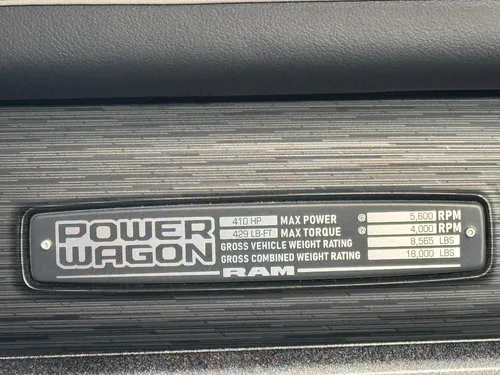 POWER WAGON
410 HP MAX POWER @ 5,600 RPM
429 LB-FT MAX TORQUE @ 4,000 RPM
GROSS VEHICLE WEIGHT RATING 8,565 LBS
GROSS COMBINED WEIGHT RATING 18,000 LBS
RAM